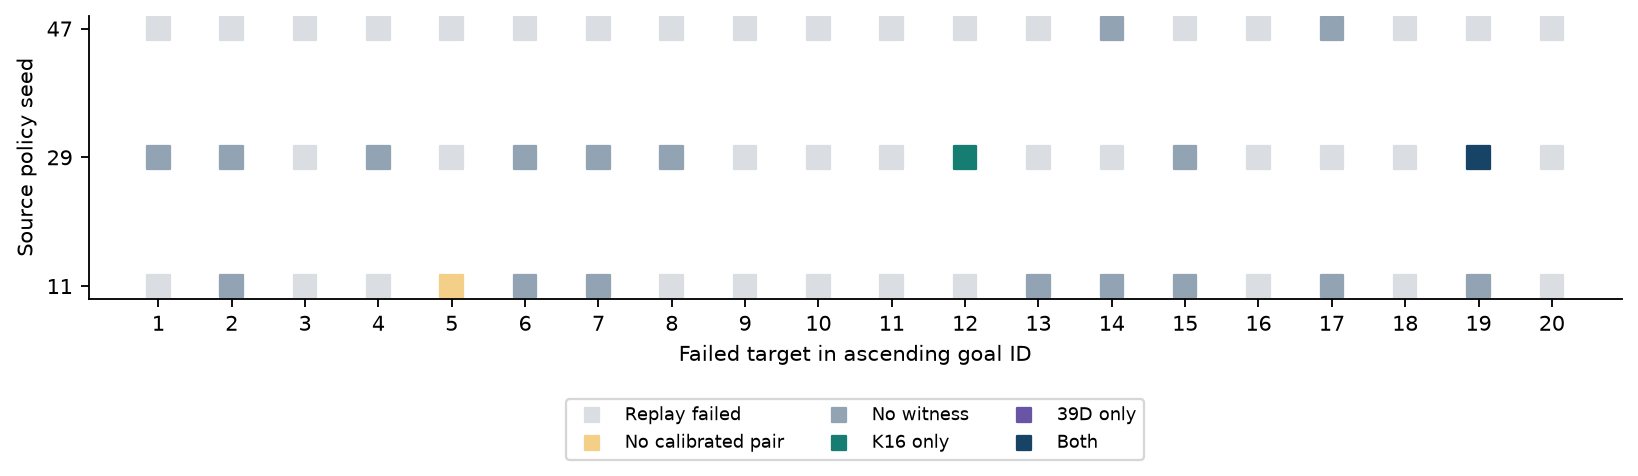 Source policy seed
47
29
11
1 2 3 4 5 6 7 8 9 10 11 12 13 14 15 16 17 18 19 20
Failed target in ascending goal ID
Replay failed
No calibrated pair
No witness
K16 only
39D only
Both